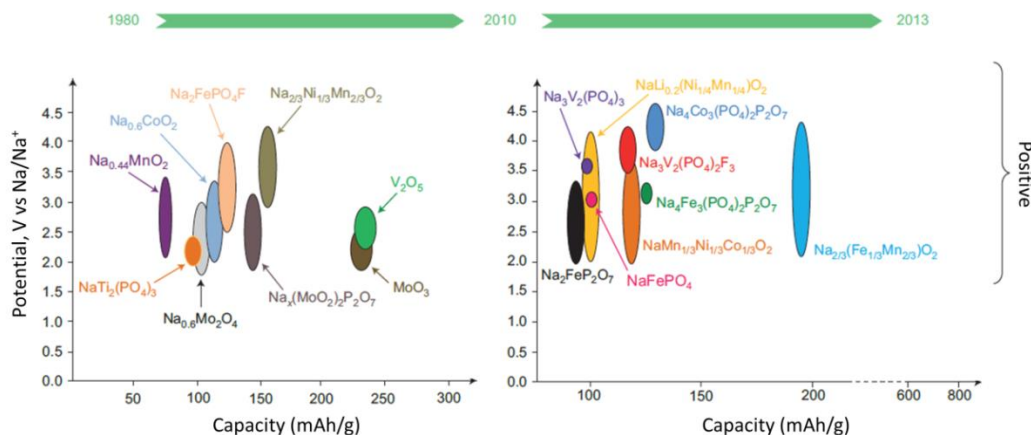 1980 2010 2013
Potential, V vs Na/Na⁺
4.5
4.0
3.5
3.0
2.5
2.0
1.5
1.0
0.5
0.0
Na₂FePO₄F
Na₂/₃Ni₁/₃Mn₂/₃O₂
Na₀.₆CoO₂
Na₀.₄₄MnO₂
V₂O₅
NaTi₂(PO₄)₃
Naₓ(MoO₂)₂P₂O₇
MoO₃
Na₀.₆Mo₂O₄
0 50 100 150 200 250 300
Capacity (mAh/g)
4.5
4.0
3.5
3.0
2.5
2.0
1.5
1.0
0.5
0.0
NaLi₀.₂(Ni₁/₄Mn₁/₄)O₂
Na₃V₂(PO₄)₃
Na₄Co₃(PO₄)₂P₂O₇
Na₃V₂(PO₄)₂F₃
Na₄Fe₃(PO₄)₂P₂O₇
NaMn₁/₃Ni₁/₃Co₁/₃O₂
Na₂/₃(Fe₁/₃Mn₂/₃)O₂
Na₂FeP₂O₇
NaFePO₄
100 150 200 600 800
Capacity (mAh/g)
Positive